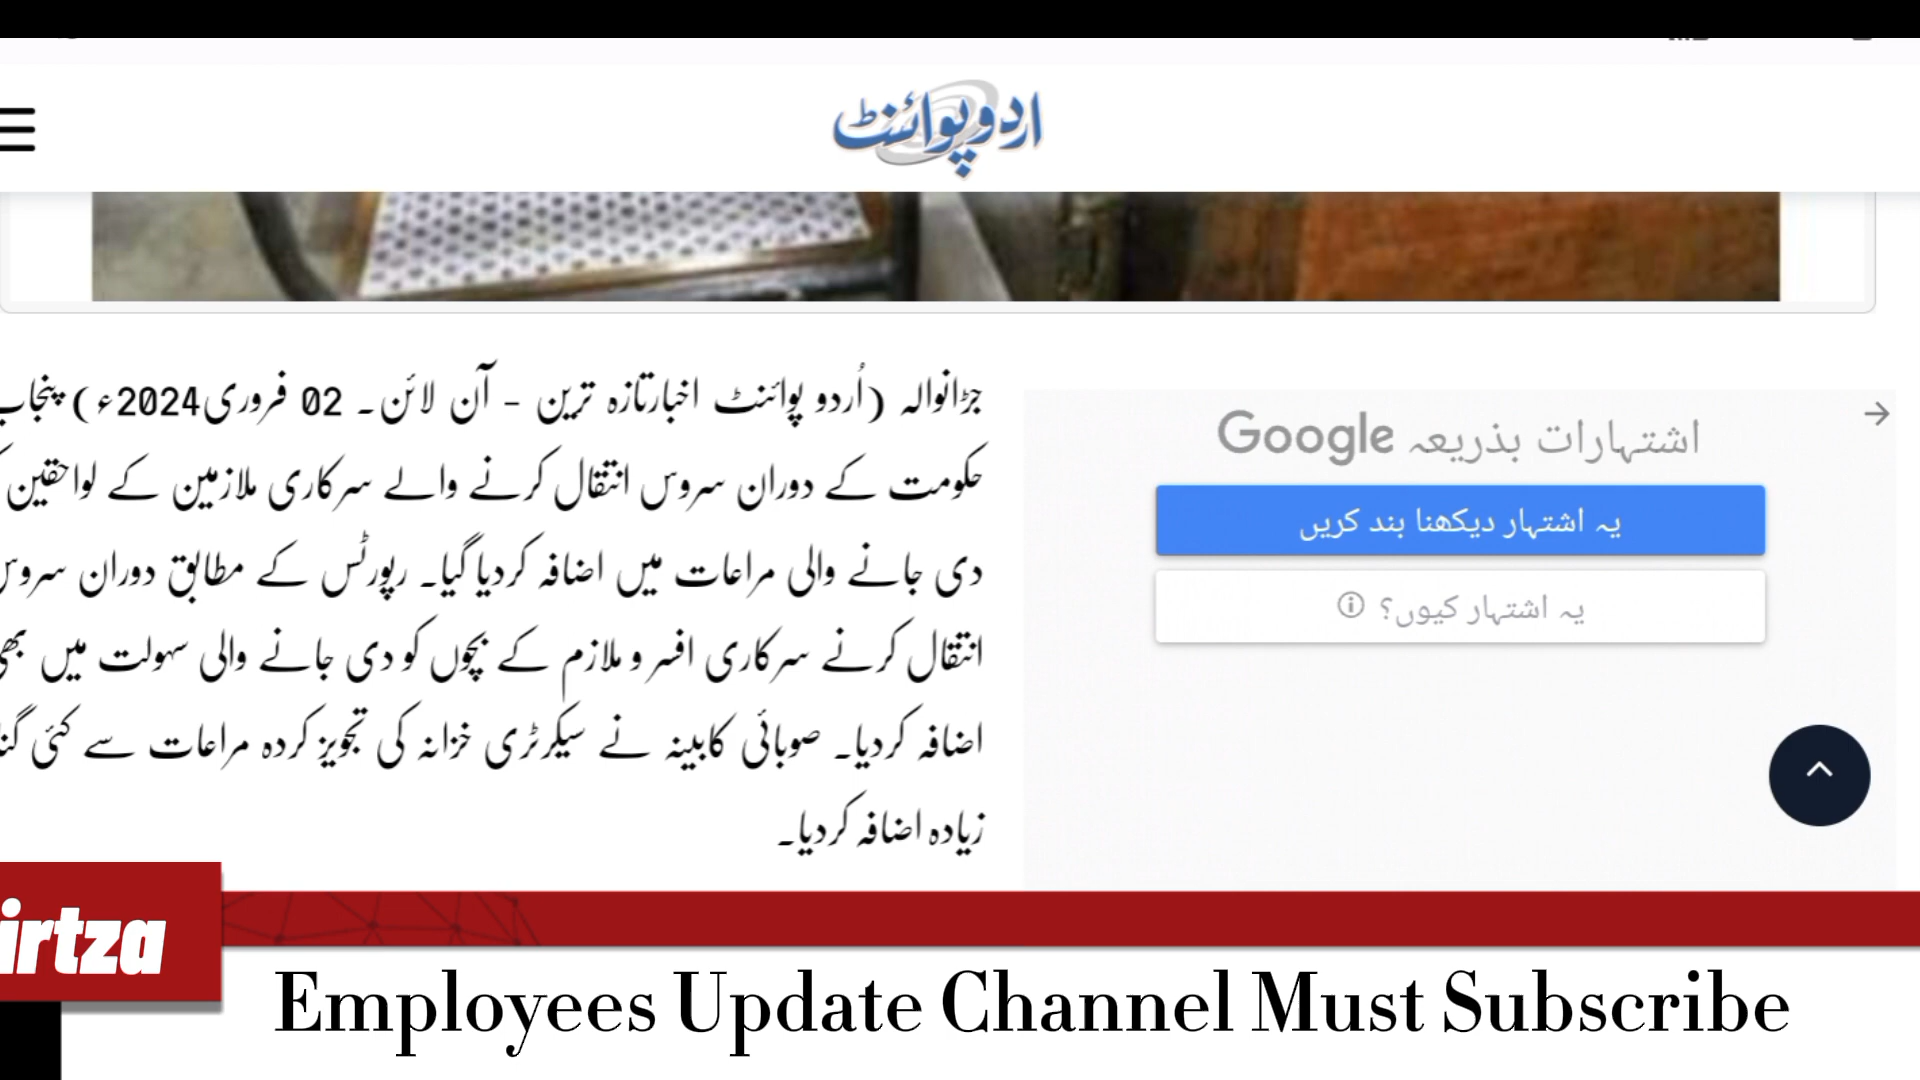 اردو پوائنٹ
جڑانوالہ (اُردو پوائنٹ اخبارتازہ ترین - آن لائن۔ 02 فروری2024ء) پنجاب
حکومت کے دوران سروس انتقال کرنے والے سرکاری ملازمین کے لواحقین
دی جانے والی مراعات میں اضافہ کردیا گیا۔ رپورٹس کے مطابق دوران سروس
انتقال کرنے سرکاری افسر و ملازم کے بچوں کو دی جانے والی سہولت میں بھی
اضافہ کردیا۔ صوبائی کابینہ نے سیکرٹری خزانہ کی تجویز کردہ مراعات سے کئی گنا
زیادہ اضافہ کردیا۔
اشتہارات بذریعہ Google
یہ اشتہار دیکھنا بند کریں
یہ اشتہار کیوں؟
irtza
Employees Update Channel Must Subscribe